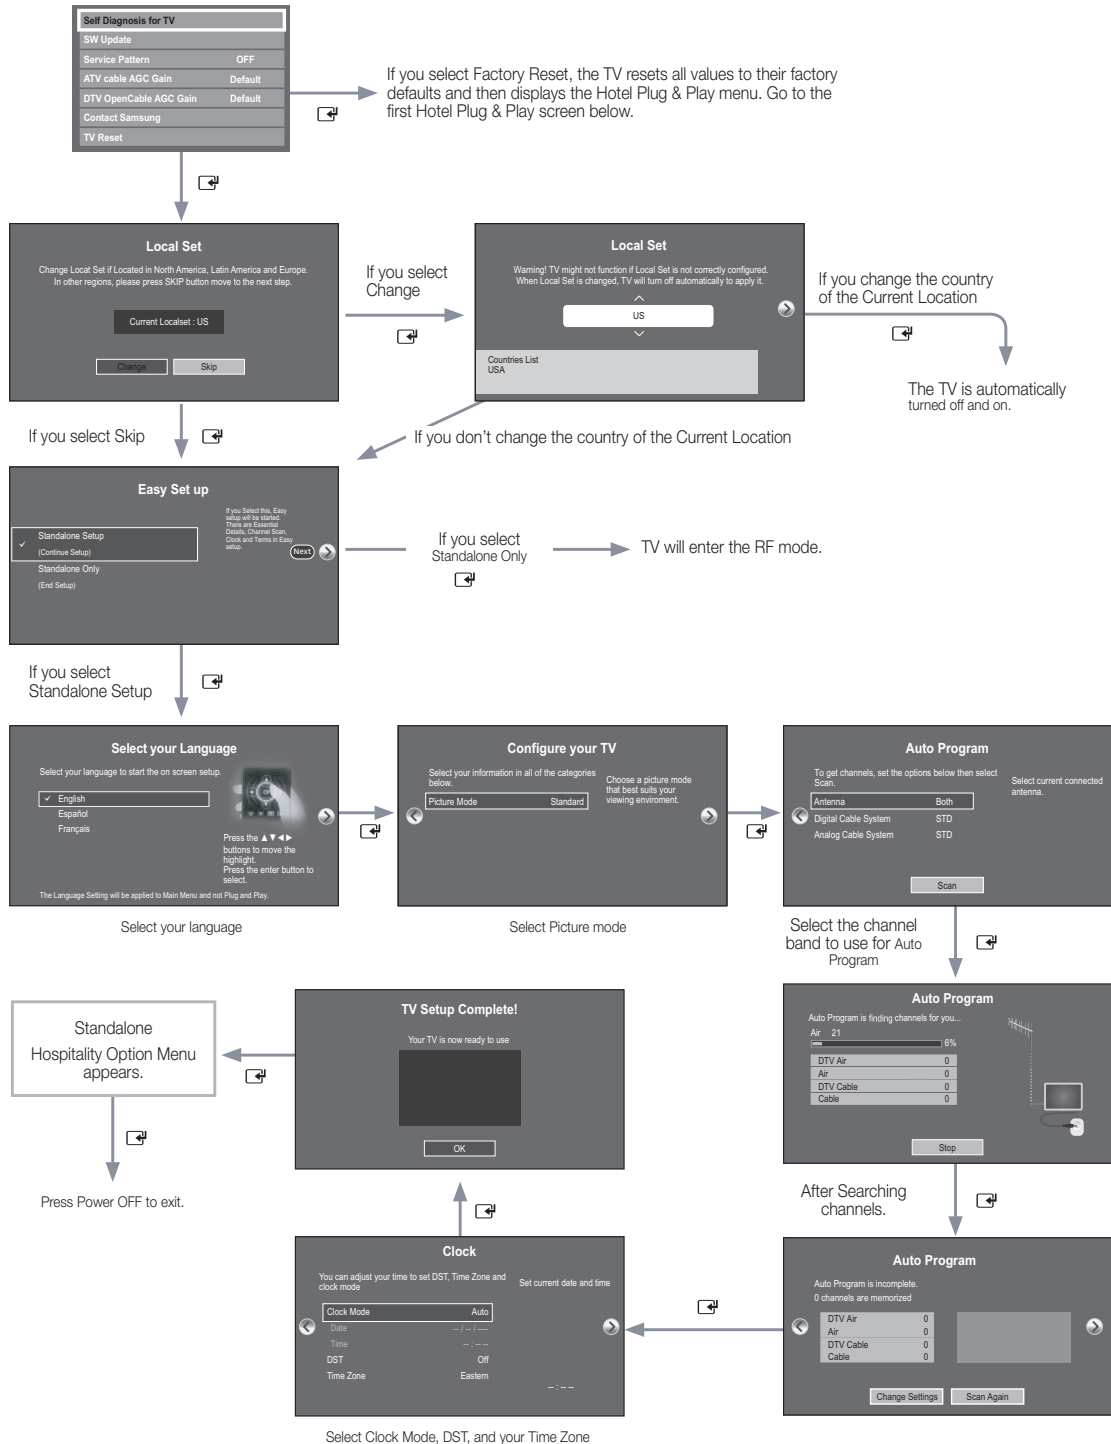 Self Diagnosis for TV
SW Update
Service Pattern OFF
ATV cable AGC Gain Default
DTV OpenCable AGC Gain Default
Contact Samsung
TV Reset
If you select Factory Reset, the TV resets all values to their factory
defaults and then displays the Hotel Plug & Play menu. Go to the
first Hotel Plug & Play screen below.
Local Set
Change Locat Set if Located in North America, Latin America and Europe.
In other regions, please press SKIP button move to the next step.
Current Localset : US
Change Skip
If you select
Change
Local Set
Warning! TV might not function if Local Set is not correctly configured.
When Local Set is changed, TV will turn off automatically to apply it.
US
Countries List
USA
If you change the country
of the Current Location
The TV is automatically
turned off and on.
If you select Skip
If you don't change the country of the Current Location
Easy Set up
Standalone Setup
(Continue Setup)
Standalone Only
(End Setup)
If you Select this, Easy
setup will be started.
There are Essential
Details, Channel Scan,
Clock and Terms in Easy
setup.
Next
If you select
Standalone Only
TV will enter the RF mode.
If you select
Standalone Setup
Select your Language
Select your language to start the on screen setup.
English
Español
Français
Press the ▲▼◄►
buttons to move the
highlight.
Press the enter button to
select.
The Language Setting will be applied to Main Menu and not Plug and Play.
Select your language
Configure your TV
Select your information in all of the categories
below.
Picture Mode Standard
Choose a picture mode
that best suits your
viewing enviroment.
Select Picture mode
Auto Program
To get channels, set the options below then select
Scan.
Antenna Both
Digital Cable System STD
Analog Cable System STD
Select current connected
antenna.
Scan
Select the channel
band to use for Auto
Program
Auto Program
Auto Program is finding channels for you...
Air 21
6%
DTV Air 0
Air 0
DTV Cable 0
Cable 0
Stop
After Searching
channels.
Auto Program
Auto Program is incomplete.
0 channels are memorized
DTV Air 0
Air 0
DTV Cable 0
Cable 0
Change Settings Scan Again
Clock
You can adjust your time to set DST, Time Zone and
clock mode
Set current date and time
Clock Mode Auto
Date -- / -- / ----
Time -- : -- --
DST Off
Time Zone Eastern
-- : -- --
Select Clock Mode, DST, and your Time Zone
TV Setup Complete!
Your TV is now ready to use
OK
Standalone
Hospitality Option Menu
appears.
Press Power OFF to exit.